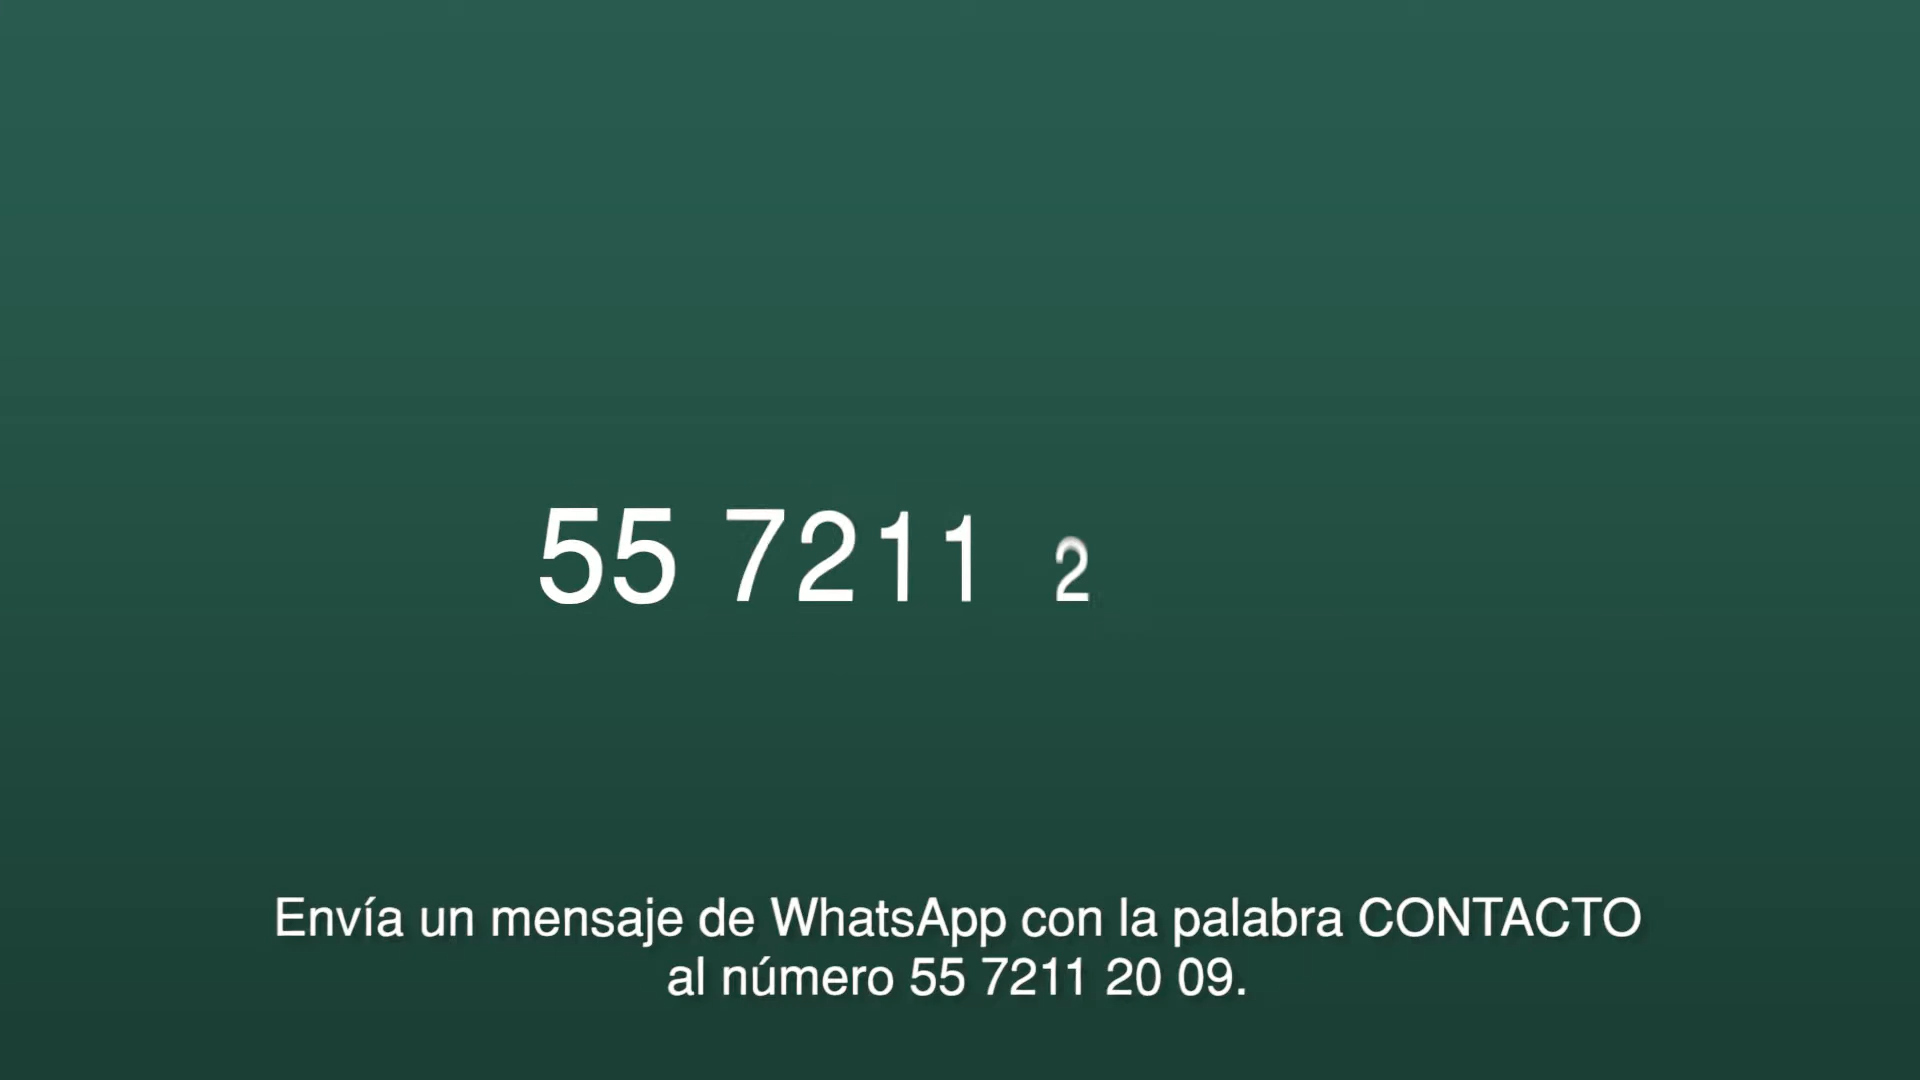 55 7211 2
Envía un mensaje de WhatsApp con la palabra CONTACTO
al número 55 7211 20 09.